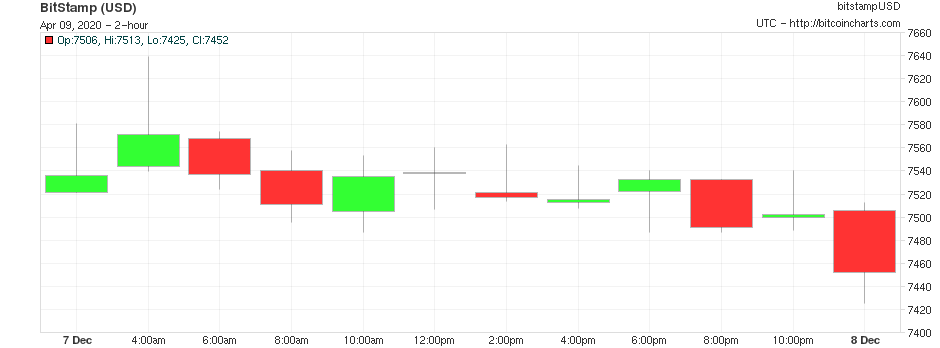 BitStamp (USD)
bitstampUSD
Apr 09, 2020 - 2-hour
UTC - http://bitcoincharts.com
Op:7506, Hi:7513, Lo:7425, Cl:7452
7660
7640
7620
7600
7580
7560
7540
7520
7500
7480
7460
7440
7420
7400
7 Dec 4:00am 6:00am 8:00am 10:00am 12:00pm 2:00pm 4:00pm 6:00pm 8:00pm 10:00pm 8 Dec